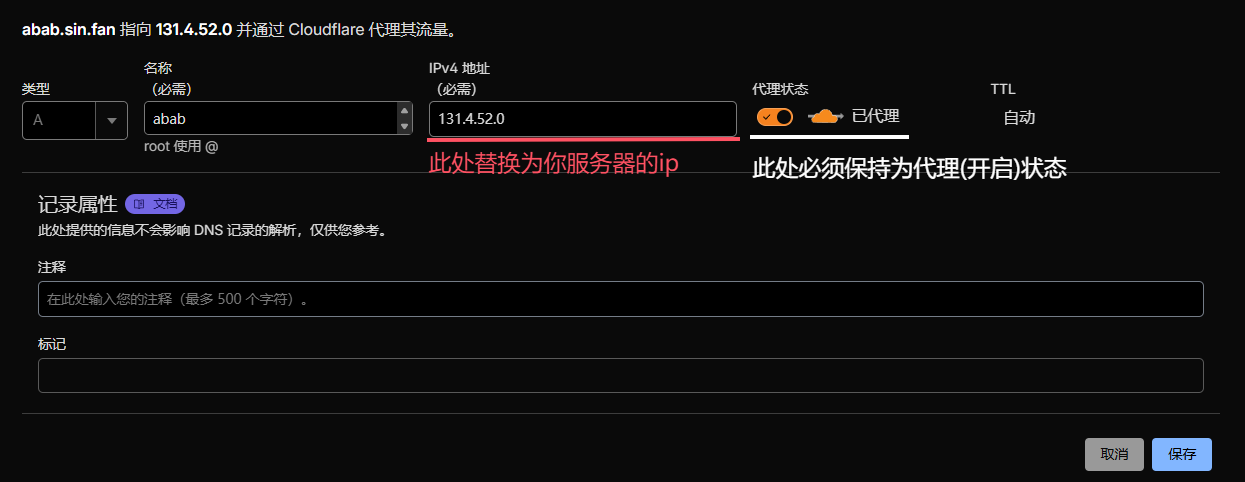 abab.sin.fan 指向 131.4.52.0 并通过 Cloudflare 代理其流量。
类型
名称
（必需）
IPv4 地址
（必需）
代理状态
TTL
A
abab
131.4.52.0
已代理
自动
root 使用 @
此处替换为你服务器的ip
此处必须保持为代理(开启)状态
记录属性
文档
此处提供的信息不会影响 DNS 记录的解析，仅供您参考。
注释
在此处输入您的注释（最多 500 个字符）。
标记
取消
保存